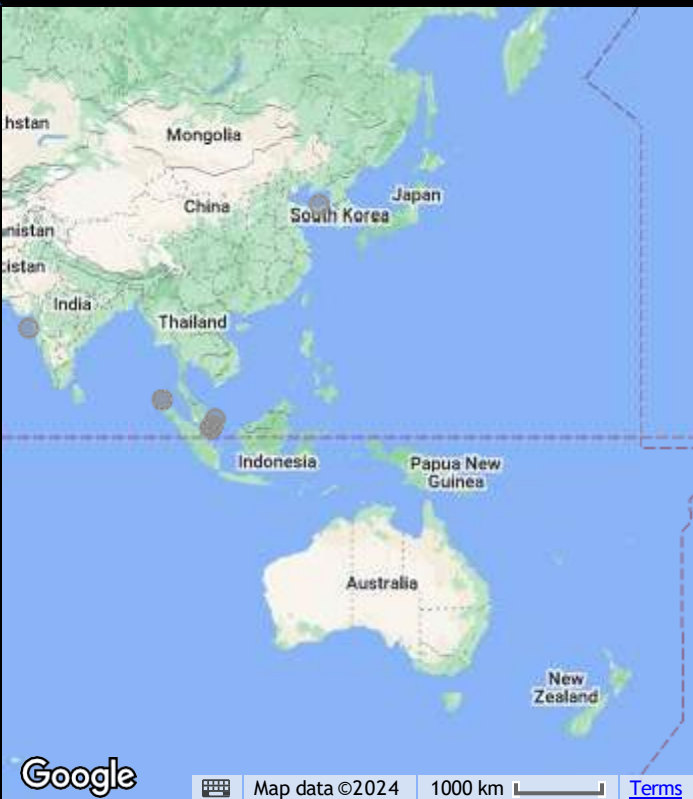 hstan
Mongolia
China
Japan
South Korea
anistan
istan
India
Thailand
Indonesia
Papua New
Guinea
Australia
New
Zealand
Google
Map data ©2024
1000 km
Terms